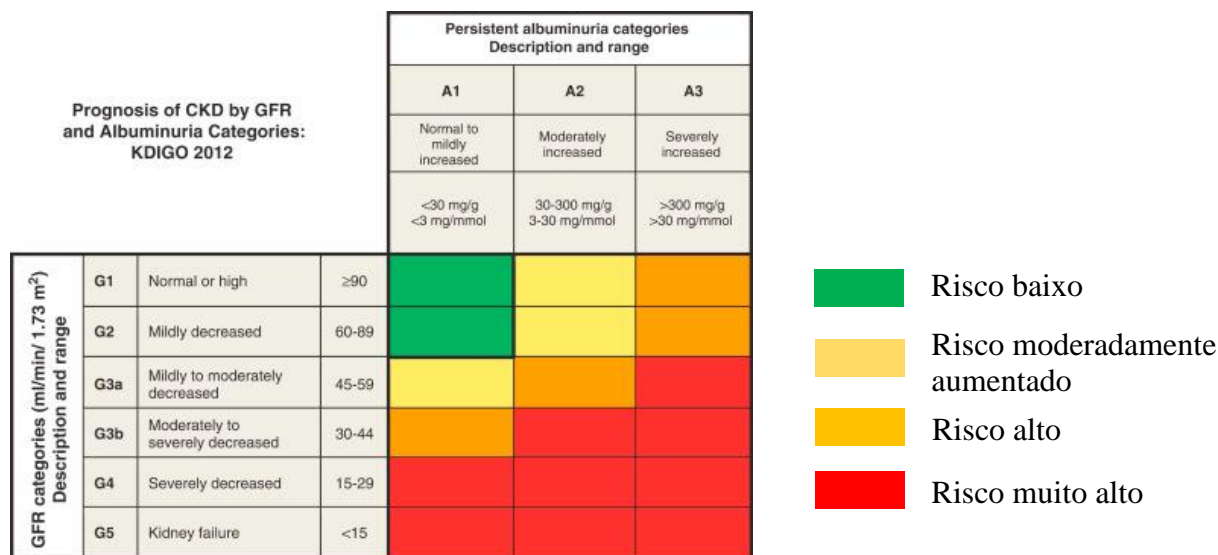 Prognosis of CKD by GFR
and Albuminuria Categories:
KDIGO 2012
Persistent albuminuria categories
Description and range
A1
A2
A3
Normal to
mildly
increased
Moderately
increased
Severely
increased
<30 mg/g
<3 mg/mmol
30-300 mg/g
3-30 mg/mmol
>300 mg/g
>30 mg/mmol
GFR categories (ml/min/ 1.73 m²)
Description and range
G1
Normal or high
≥90
G2
Mildly decreased
60-89
G3a
Mildly to moderately
decreased
45-59
G3b
Moderately to
severely decreased
30-44
G4
Severely decreased
15-29
G5
Kidney failure
<15
Risco baixo
Risco moderadamente
aumentado
Risco alto
Risco muito alto